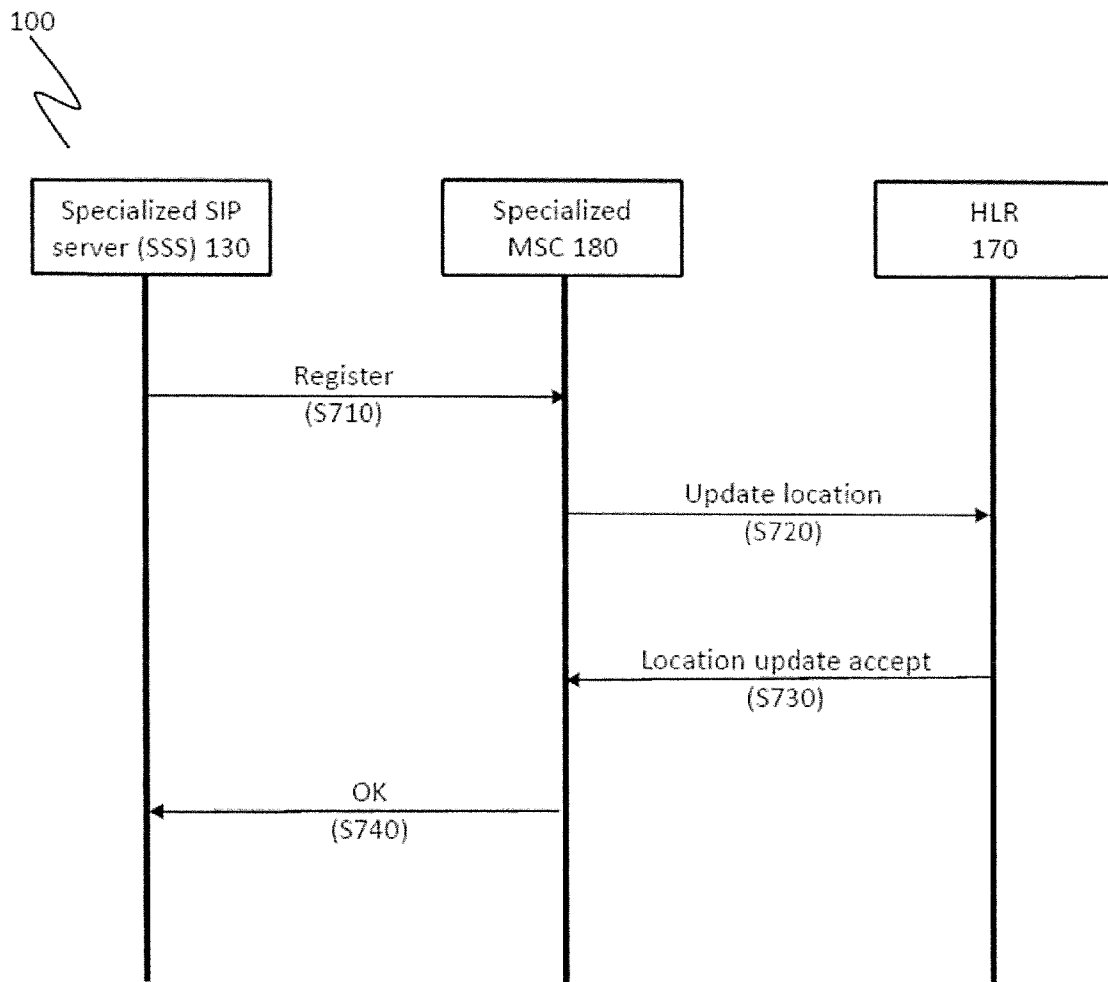 100
Specialized SIP
server (SSS) 130
Specialized
MSC 180
HLR
170
Register
(S710)
Update location
(S720)
Location update accept
(S730)
OK
(S740)